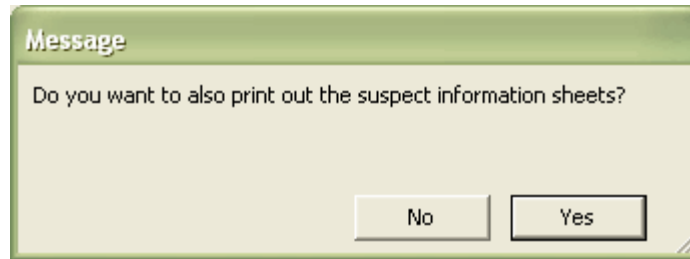 Message
Do you want to also print out the suspect information sheets?
No Yes